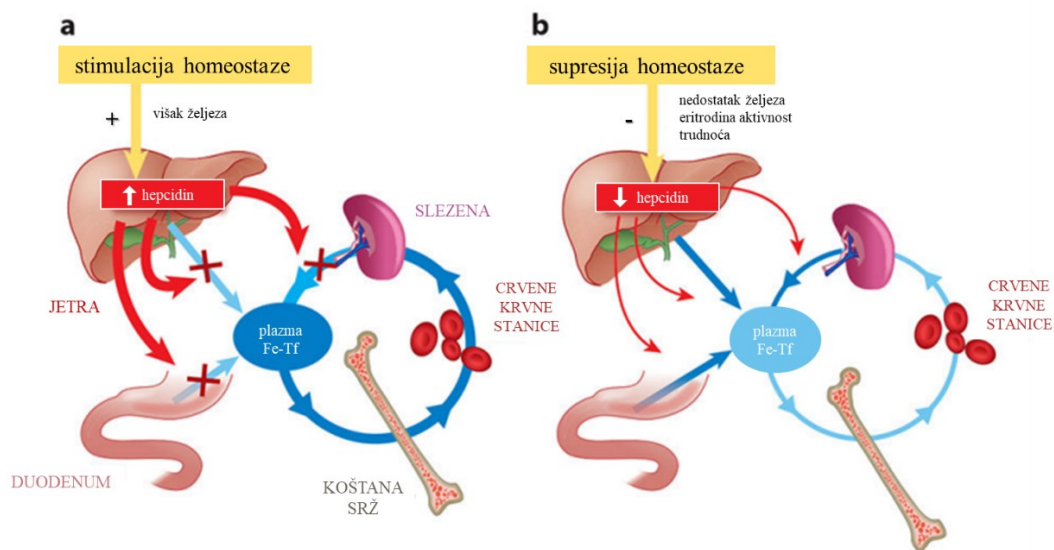 a
stimulacija homeostaze
+
višak željeza
hepcidin
SLEZENA
JETRA
CRVENE
KRVNE
STANICE
plazma
Fe-Tf
DUODENUM
KOŠTANA
SRŽ
b
supresija homeostaze
-
nedostatak željeza
eritrodina aktivnost
trudnoća
hepcidin
CRVENE
KRVNE
STANICE
plazma
Fe-Tf